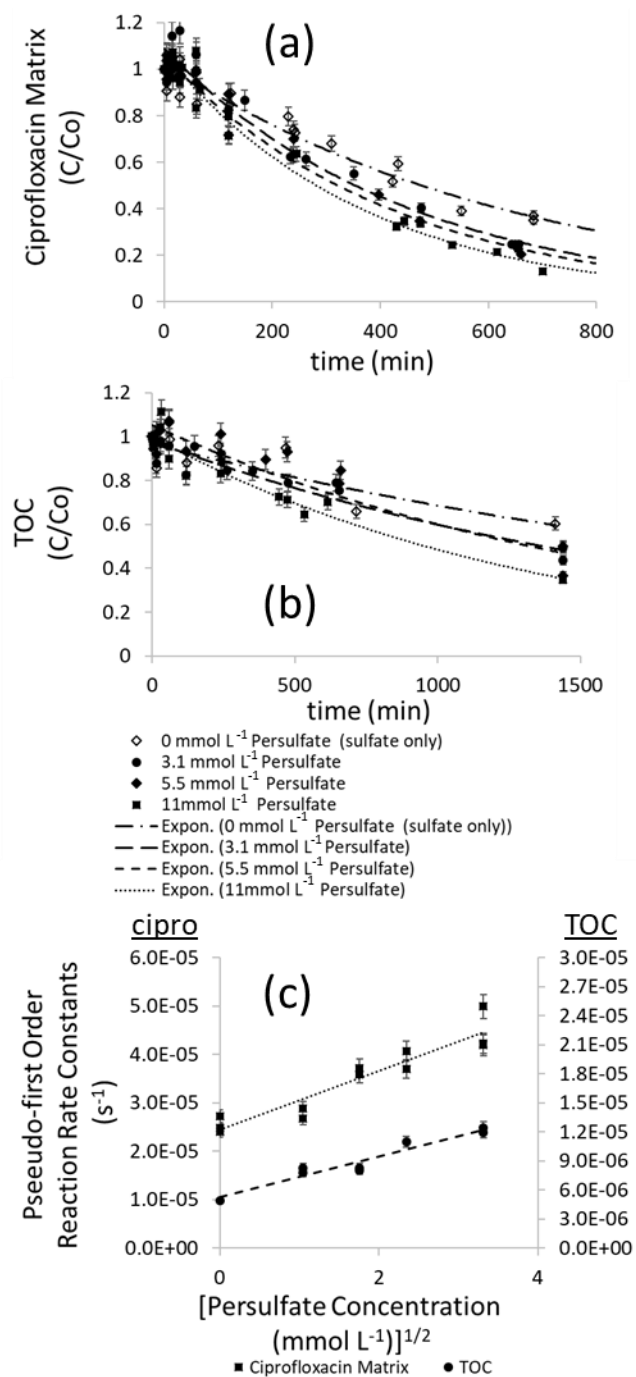 (a)
Ciprofloxacin Matrix
(C/Co)
1.2
1
0.8
0.6
0.4
0.2
0
0 200 400 600 800
time (min)
(b)
TOC
(C/Co)
1.2
1
0.8
0.6
0.4
0.2
0
0 500 1000 1500
time (min)
0 mmol L⁻¹ Persulfate (sulfate only)
3.1 mmol L⁻¹ Persulfate
5.5 mmol L⁻¹ Persulfate
11mmol L⁻¹ Persulfate
Expon. (0 mmol L⁻¹ Persulfate (sulfate only))
Expon. (3.1 mmol L⁻¹ Persulfate)
Expon. (5.5 mmol L⁻¹ Persulfate)
Expon. (11mmol L⁻¹ Persulfate)
cipro TOC
(c)
Pseeudo-first Order
Reaction Rate Constants
(s⁻¹)
6.0E-05
5.0E-05
4.0E-05
3.0E-05
2.0E-05
1.0E-05
0.0E+00
3.0E-05
2.7E-05
2.4E-05
2.1E-05
1.8E-05
1.5E-05
1.2E-05
9.0E-06
6.0E-06
3.0E-06
0.0E+00
0 2 4
[Persulfate Concentration
(mmol L⁻¹)]¹/²
Ciprofloxacin Matrix TOC